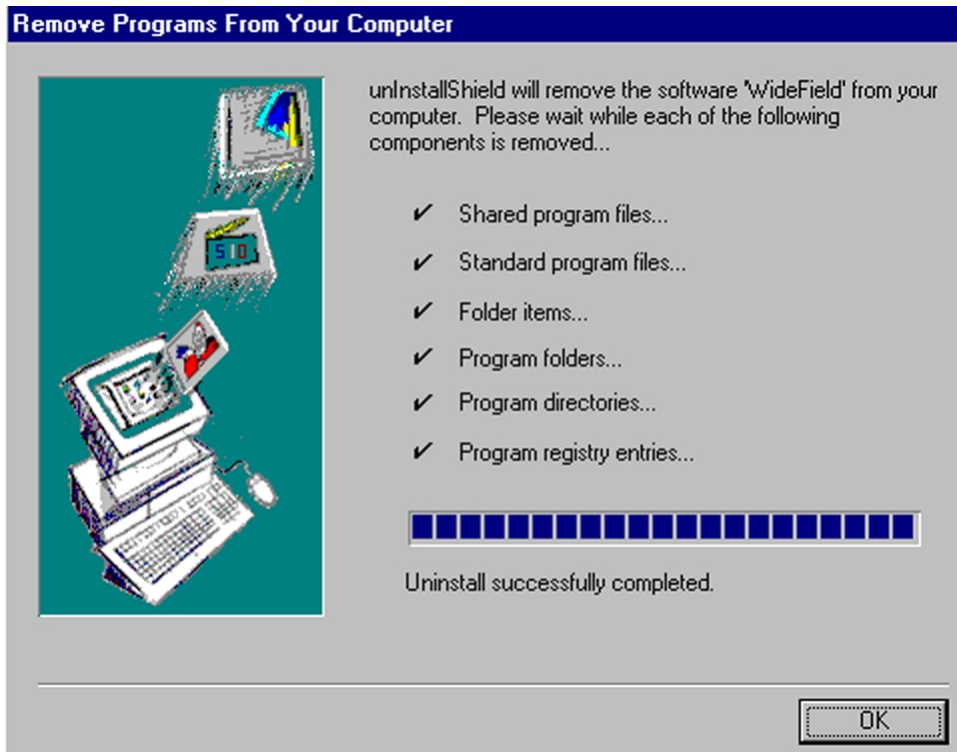 Remove Programs From Your Computer
unInstallShield will remove the software 'WideField' from your
computer.  Please wait while each of the following
components is removed...
✔ Shared program files...
✔ Standard program files...
✔ Folder items...
✔ Program folders...
✔ Program directories...
✔ Program registry entries...
Uninstall successfully completed.
OK